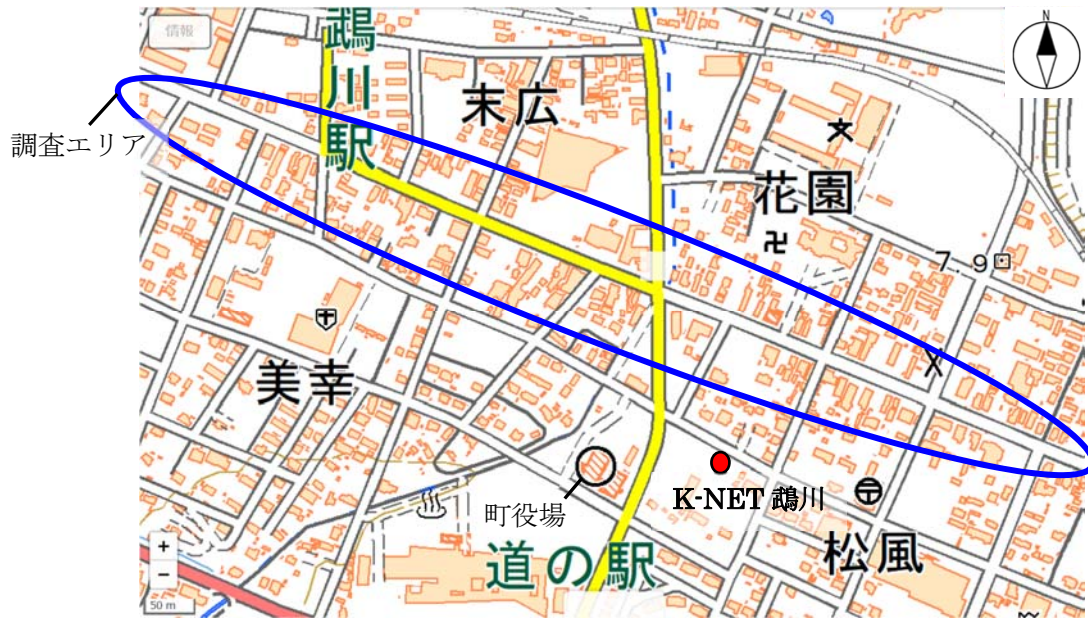 情報
N
鵡川駅
末広
調査エリア
花園
7.9
美幸
K-NET 鵡川
町役場
道の駅
松風
+
−
50 m